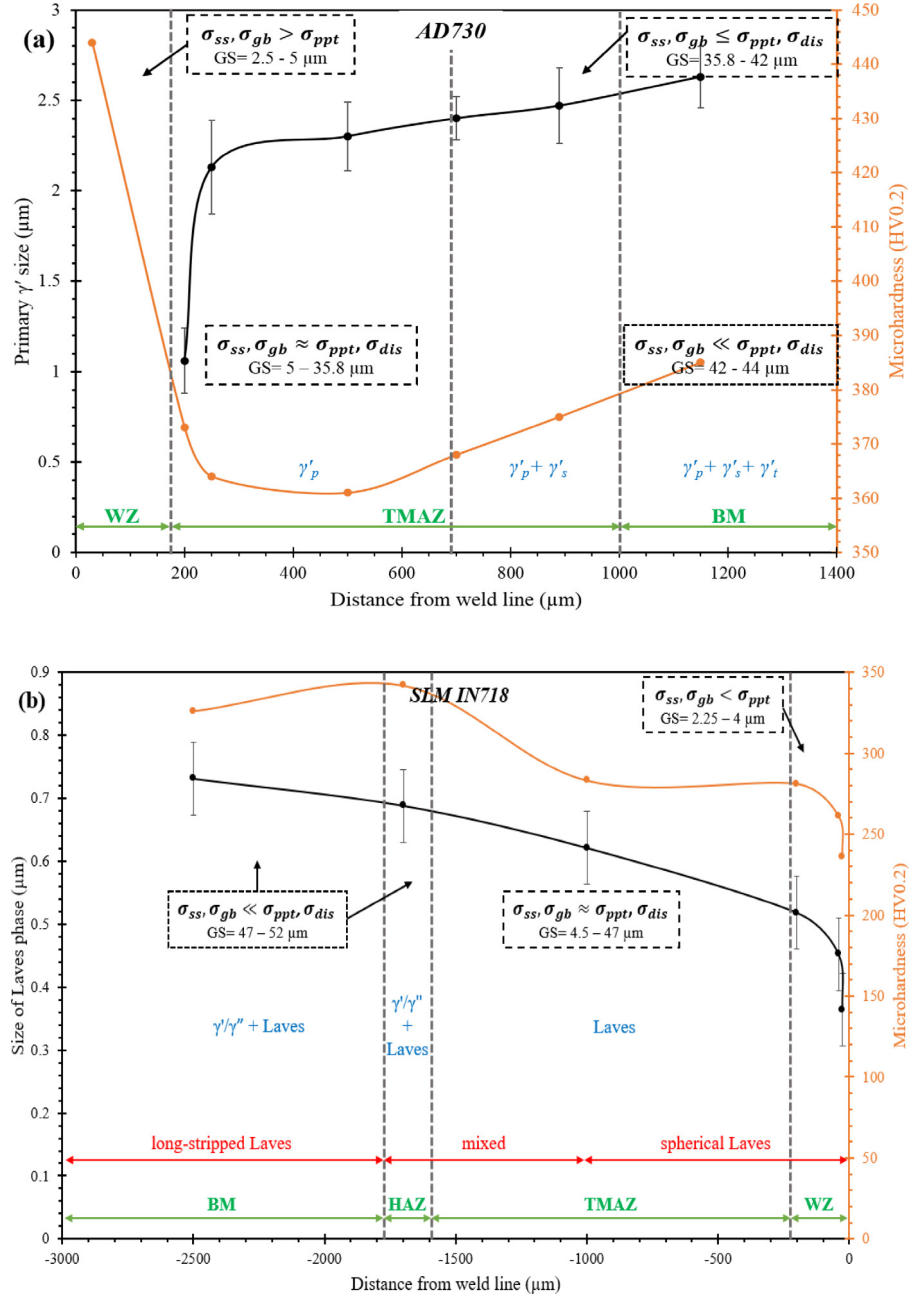 (a)
AD730
σss, σgb > σppt
GS= 2.5 - 5 µm
σss, σgb ≤ σppt, σdis
GS= 35.8 - 42 µm
σss, σgb ≈ σppt, σdis
GS= 5 – 35.8 µm
σss, σgb ≪ σppt, σdis
GS= 42 - 44 µm
γ′p
γ′p + γ′s
γ′p + γ′s + γ′t
WZ
TMAZ
BM
Primary γ′ size (µm)
3
2.5
2
1.5
1
0.5
0
Microhardness (HV0.2)
450
440
430
420
410
400
390
380
370
360
350
0 200 400 600 800 1000 1200 1400
Distance from weld line (µm)
(b)
SLM IN718
σss, σgb < σppt
GS= 2.25 – 4 µm
σss, σgb ≪ σppt, σdis
GS= 47 – 52 µm
σss, σgb ≈ σppt, σdis
GS= 4.5 – 47 µm
γ'/γ'' + Laves
γ'/γ''
+
Laves
Laves
long-stripped Laves
mixed
spherical Laves
BM
HAZ
TMAZ
WZ
Size of Laves phase (µm)
0.9
0.8
0.7
0.6
0.5
0.4
0.3
0.2
0.1
0
Microhardness (HV0.2)
350
300
250
200
150
100
50
0
-3000 -2500 -2000 -1500 -1000 -500 0
Distance from weld line (µm)